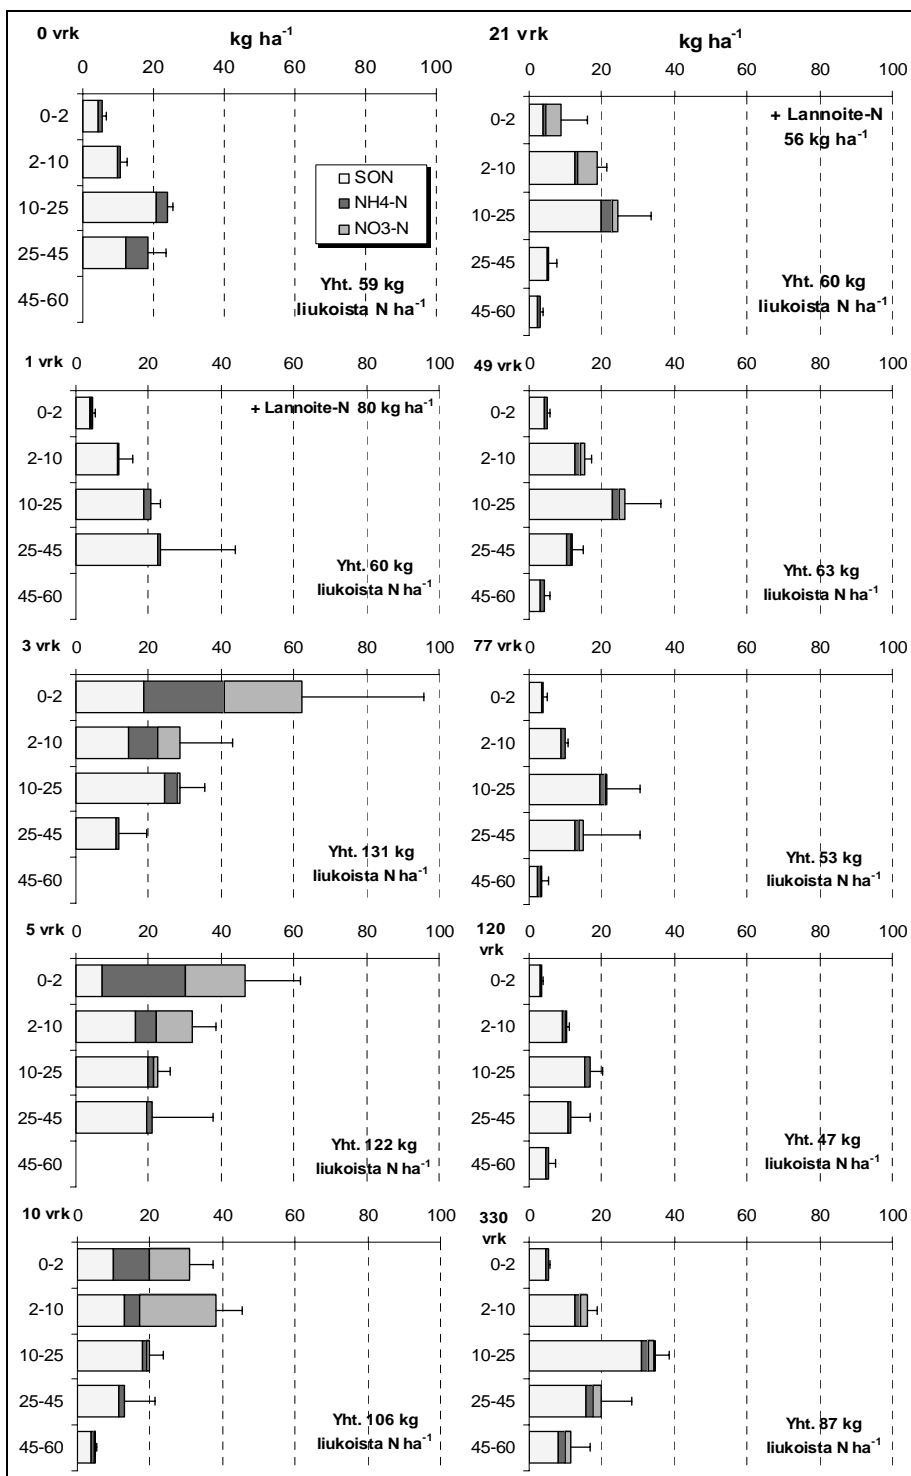 0 vrk
kg ha-1
0 20 40 60 80 100
0-2
2-10
10-25
25-45
45-60
SON
NH4-N
NO3-N
Yht. 59 kg
liukoista N ha-1
1 vrk
0 20 40 60 80 100
+ Lannoite-N 80 kg ha-1
0-2
2-10
10-25
25-45
45-60
Yht. 60 kg
liukoista N ha-1
3 vrk
0 20 40 60 80 100
0-2
2-10
10-25
25-45
45-60
Yht. 131 kg
liukoista N ha-1
5 vrk
0 20 40 60 80 100
0-2
2-10
10-25
25-45
45-60
Yht. 122 kg
liukoista N ha-1
10 vrk
0 20 40 60 80 100
0-2
2-10
10-25
25-45
45-60
Yht. 106 kg
liukoista N ha-1
21 vrk
kg ha-1
0 20 40 60 80 100
+ Lannoite-N
56 kg ha-1
0-2
2-10
10-25
25-45
45-60
Yht. 60 kg
liukoista N ha-1
49 vrk
0 20 40 60 80 100
0-2
2-10
10-25
25-45
45-60
Yht. 63 kg
liukoista N ha-1
77 vrk
0 20 40 60 80 100
0-2
2-10
10-25
25-45
45-60
Yht. 53 kg
liukoista N ha-1
120
vrk
0 20 40 60 80 100
0-2
2-10
10-25
25-45
45-60
Yht. 47 kg
liukoista N ha-1
330
vrk
0 20 40 60 80 100
0-2
2-10
10-25
25-45
45-60
Yht. 87 kg
liukoista N ha-1